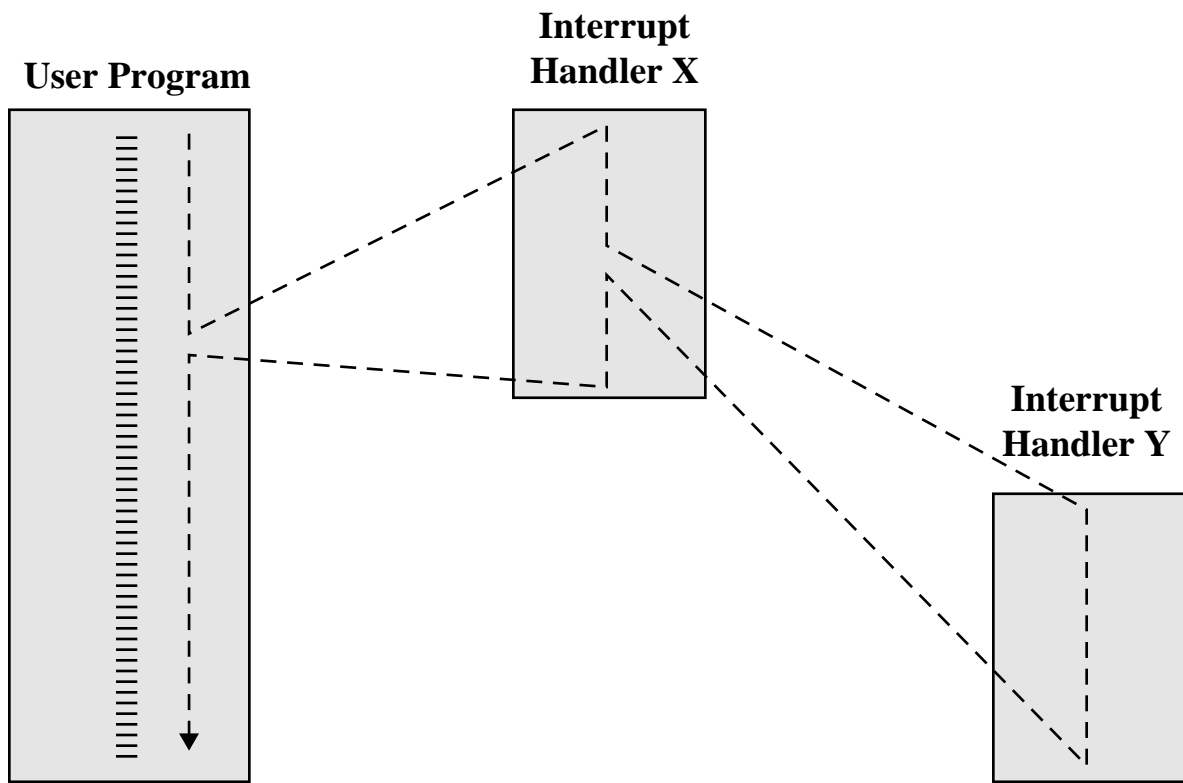 User Program
Interrupt
Handler X
Interrupt
Handler Y